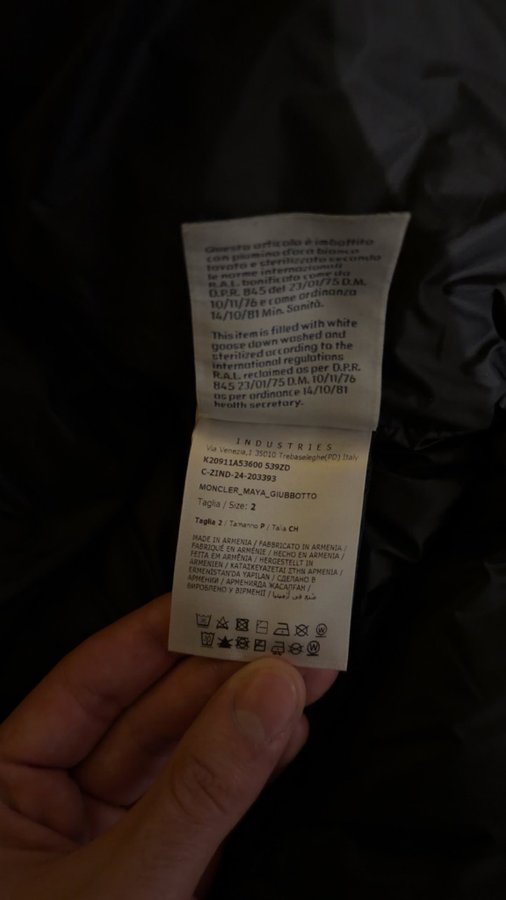 Questo articolo è imbottito
con piumino d'oca bianco
lavato e sterilizzato secondo
le norme internazionali
R.A.L. bonificato come da
D.P.R. 845 del 23/01/75 D.M.
10/11/76 e come ordinanza
14/10/81 Min. Sanità.
This item is filled with white
goose down washed and
sterilized according to the
international regulations
R.A.L. reclaimed as per D.P.R.
845 23/01/75 D.M. 10/11/76
as per ordinance 14/10/81
health secretary.
INDUSTRIES
Via Venezia,1 35010 Trebaseleghe(PD) Italy
K20911A53600 539ZD
C-ZIND-24-203393
MONCLER_MAYA_GIUBBOTTO
Taglia / Size: 2
Taglia 2 / Tamanno P / Talla CH
MADE IN ARMENIA / FABBRICATO IN ARMENIA /
FABRIQUÉ EN ARMÉNIE / HECHO EN ARMENIA /
FEITA EM ARMÊNIA / HERGESTELLT IN
ARMENIEN / ΚΑΤΑΣΚΕΥΑΖΕΤΑΙ ΣΤΗΝ ΑΡΜΕΝΙΑ /
ERMENİSTAN'DA YAPILAN / СДЕЛАНО В
АРМЕНИИ / АРМЕНИЯДА ЖАСАЛҒАН /
ВИРОБЛЕНО У ВІРМЕНІЇ / صنع في أرمينيا